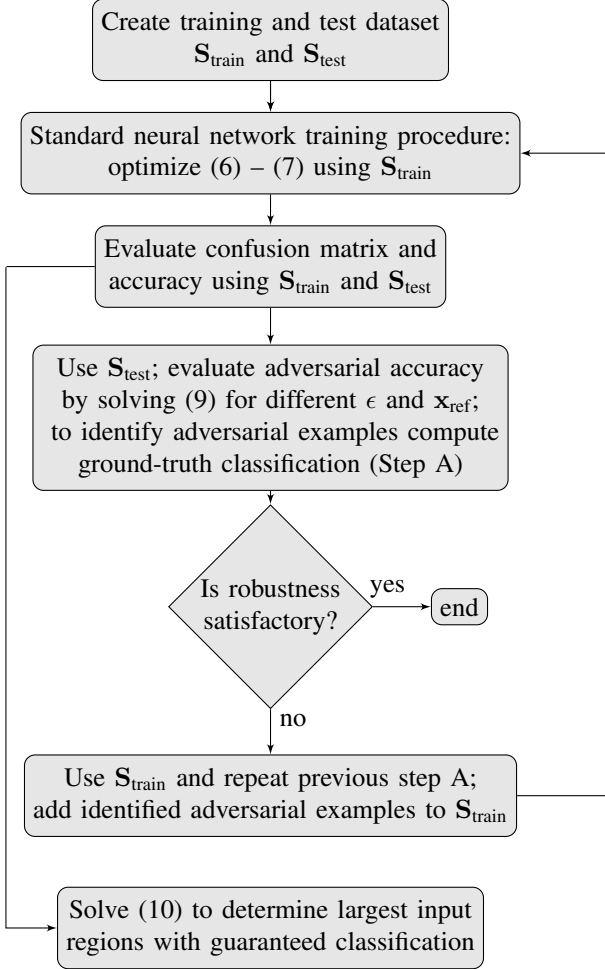 Create training and test dataset
S_train and S_test
Standard neural network training procedure:
optimize (6) – (7) using S_train
Evaluate confusion matrix and
accuracy using S_train and S_test
Use S_test; evaluate adversarial accuracy
by solving (9) for different ϵ and x_ref;
to identify adversarial examples compute
ground-truth classification (Step A)
Is robustness
satisfactory?
yes
end
no
Use S_train and repeat previous step A;
add identified adversarial examples to S_train
Solve (10) to determine largest input
regions with guaranteed classification